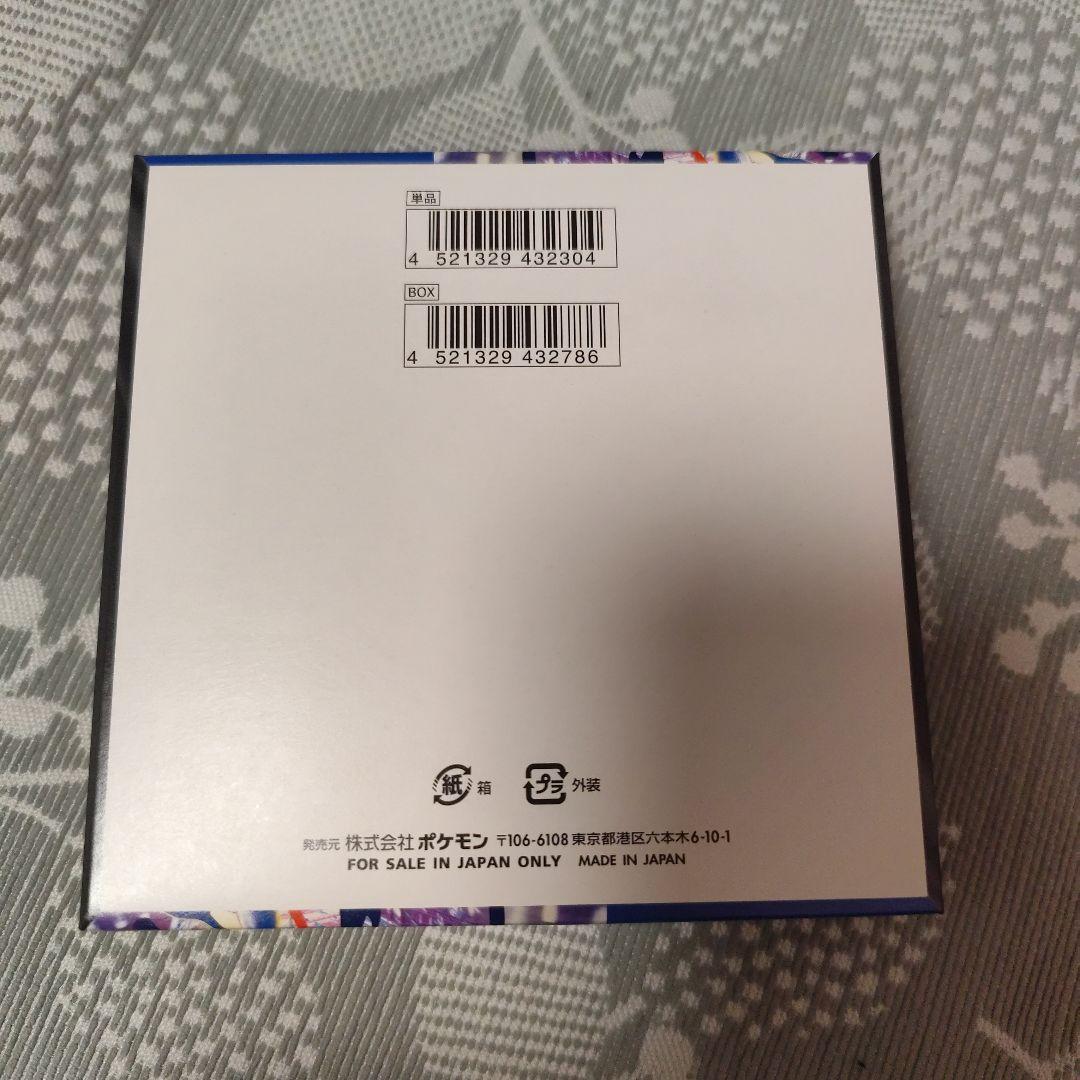 単品
4 521329 432304
BOX
4 521329 432786
紙 箱 プラ 外装
発売元 株式会社 ポケモン 〒106-6108 東京都港区六本木6-10-1
FOR SALE IN JAPAN ONLY MADE IN JAPAN